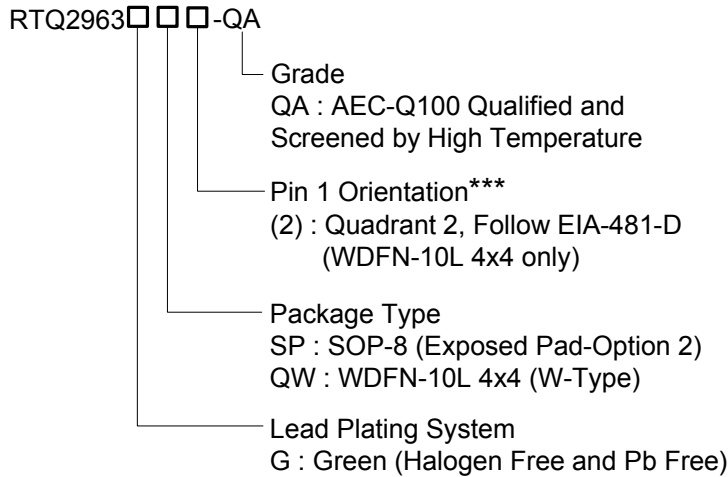 RTQ2963□□□-QA
Grade
QA : AEC-Q100 Qualified and
Screened by High Temperature
Pin 1 Orientation***
(2) : Quadrant 2, Follow EIA-481-D
(WDFN-10L 4x4 only)
Package Type
SP : SOP-8 (Exposed Pad-Option 2)
QW : WDFN-10L 4x4 (W-Type)
Lead Plating System
G : Green (Halogen Free and Pb Free)